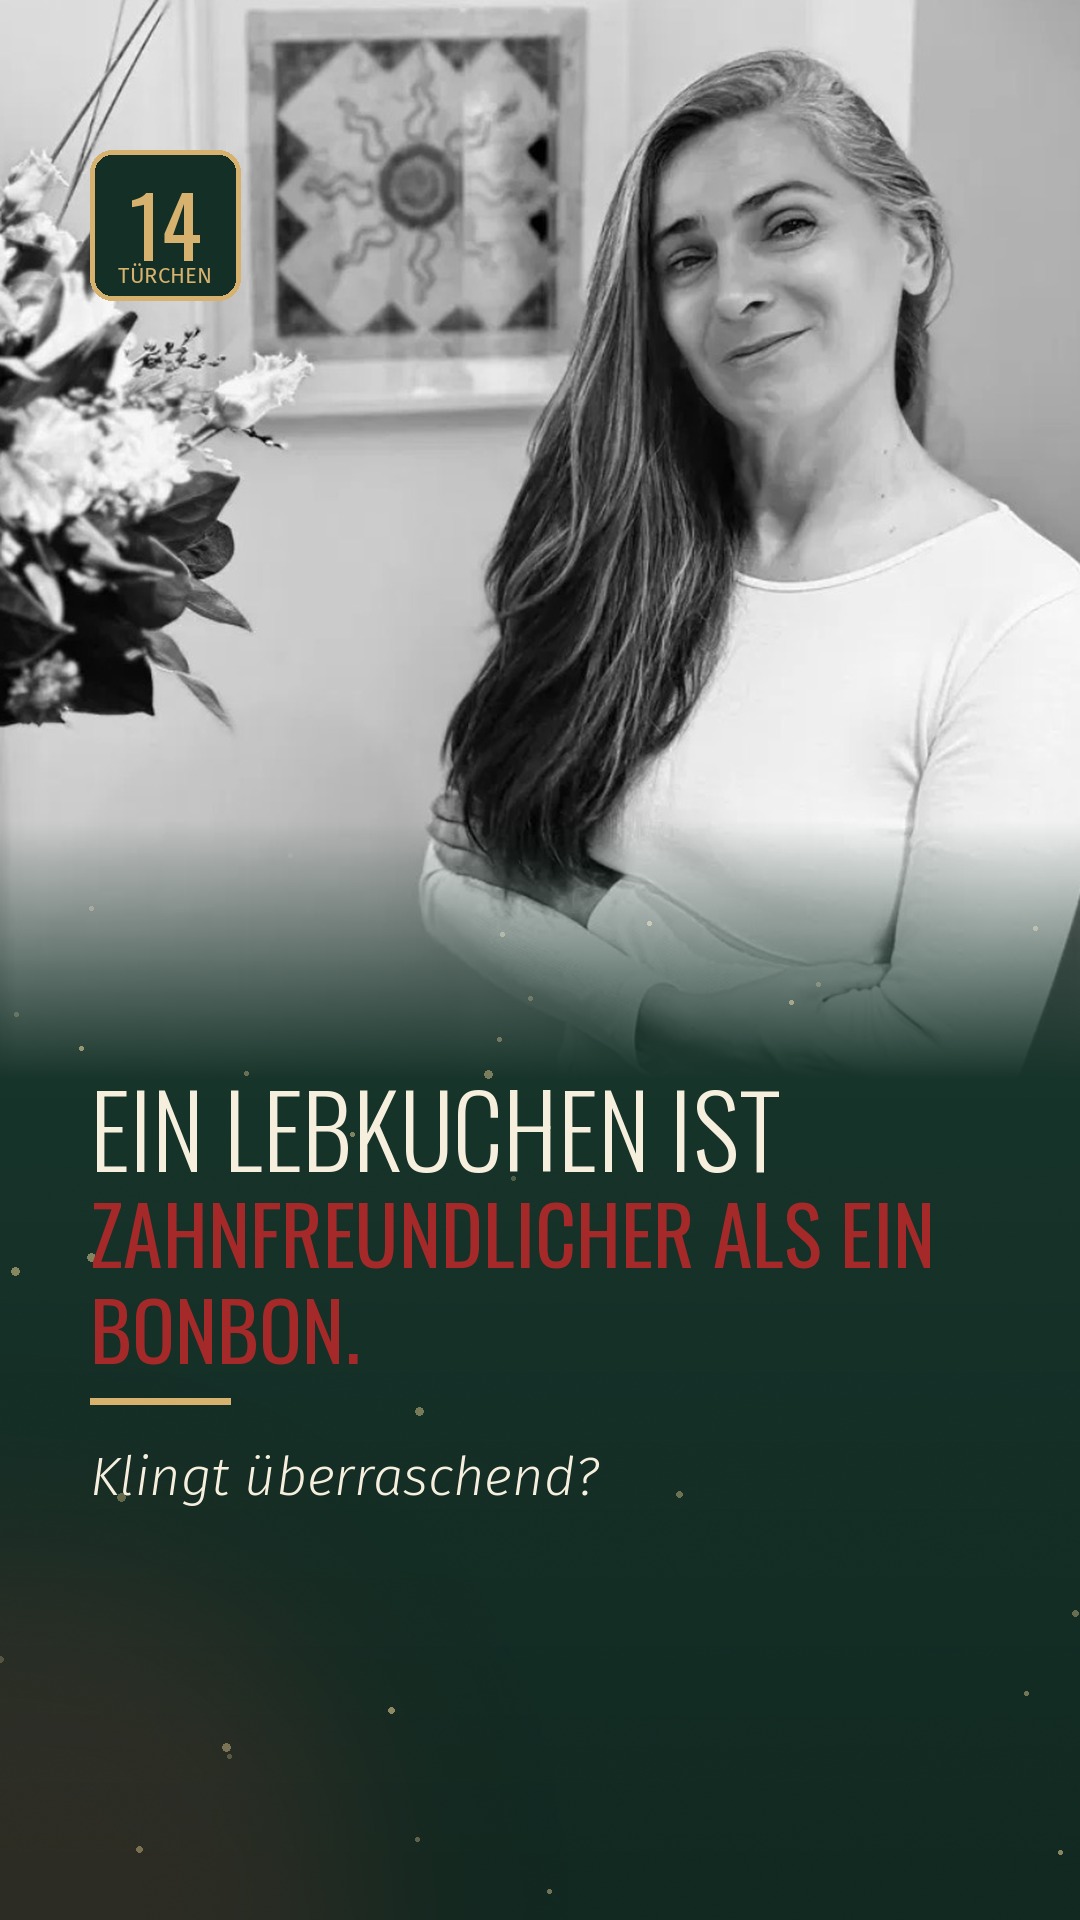 14
TÜRCHEN
EIN LEBKUCHEN IST
ZAHNFREUNDLICHER ALS EIN
BONBON.
Klingt überraschend?